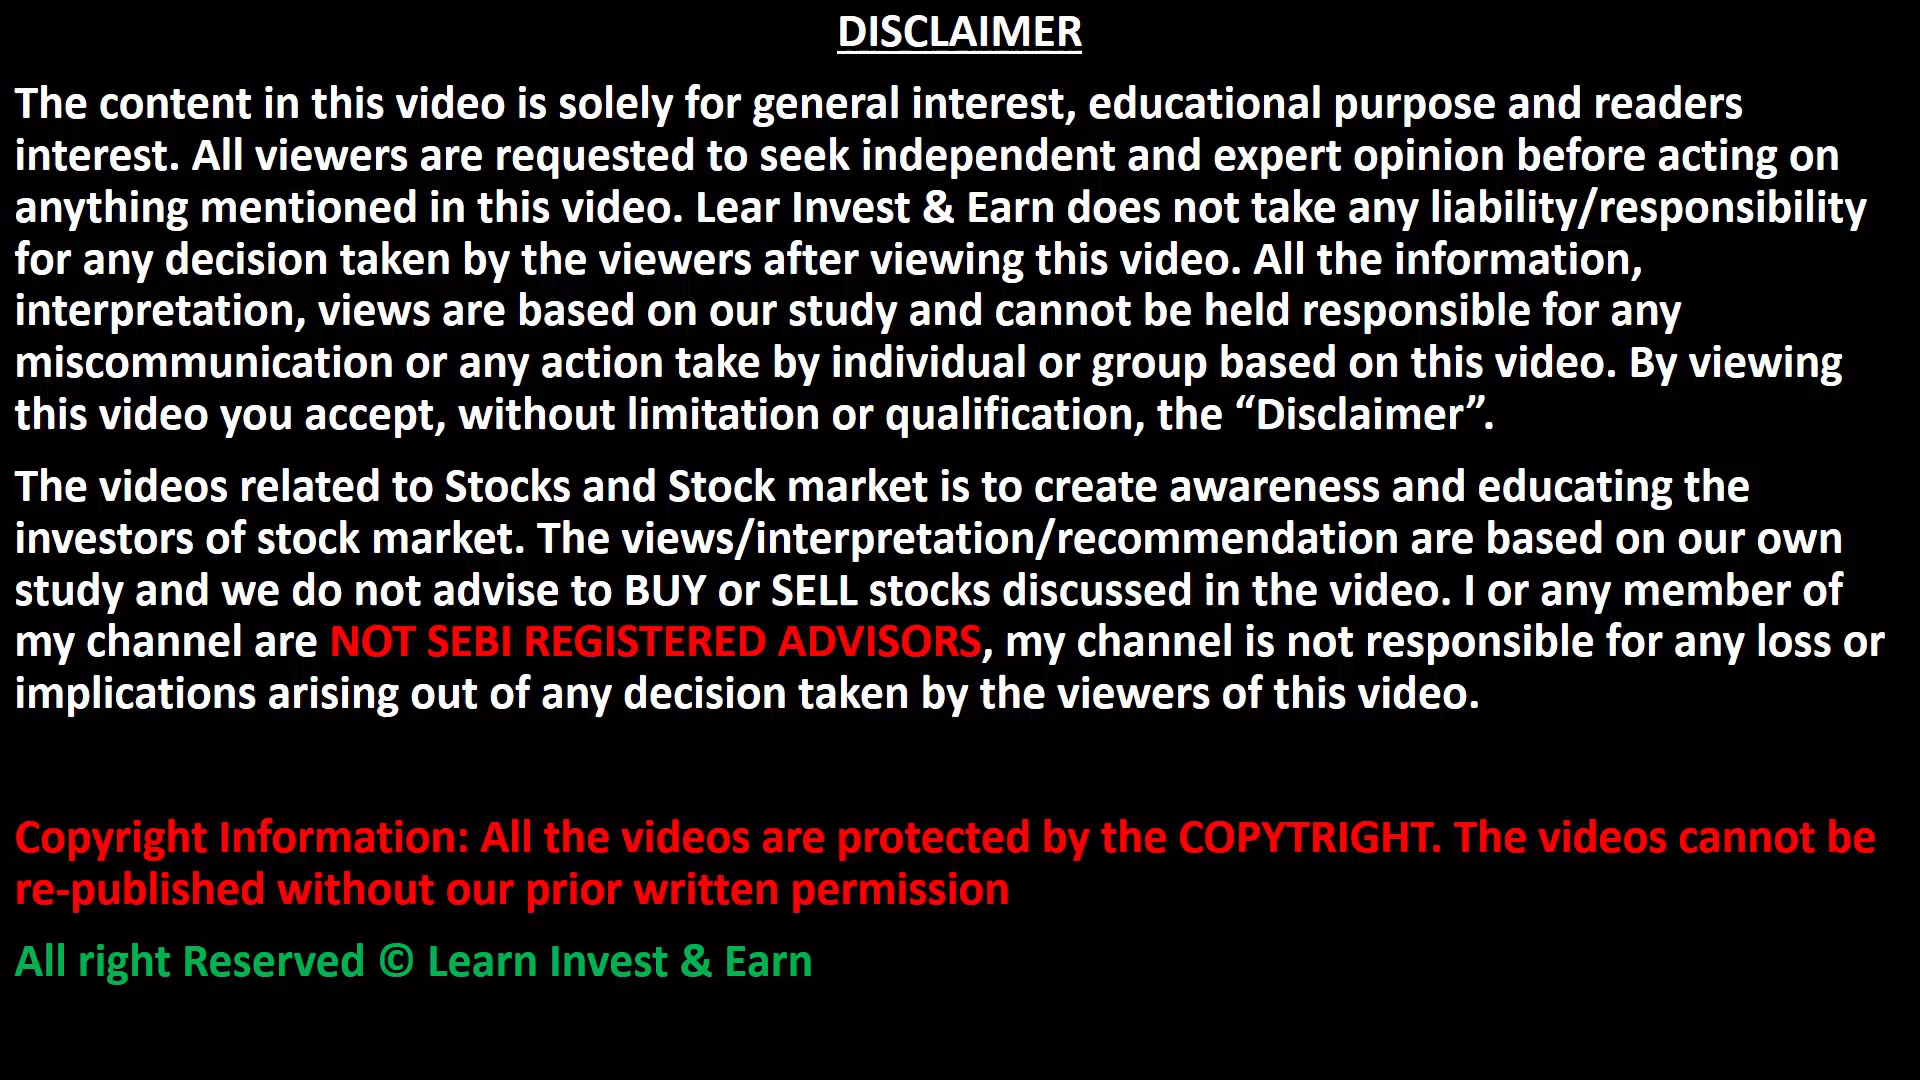 DISCLAIMER
The content in this video is solely for general interest, educational purpose and readers
interest. All viewers are requested to seek independent and expert opinion before acting on
anything mentioned in this video. Lear Invest & Earn does not take any liability/responsibility
for any decision taken by the viewers after viewing this video. All the information,
interpretation, views are based on our study and cannot be held responsible for any
miscommunication or any action take by individual or group based on this video. By viewing
this video you accept, without limitation or qualification, the “Disclaimer”.
The videos related to Stocks and Stock market is to create awareness and educating the
investors of stock market. The views/interpretation/recommendation are based on our own
study and we do not advise to BUY or SELL stocks discussed in the video. I or any member of
my channel are NOT SEBI REGISTERED ADVISORS, my channel is not responsible for any loss or
implications arising out of any decision taken by the viewers of this video.
Copyright Information: All the videos are protected by the COPYTRIGHT. The videos cannot be
re-published without our prior written permission
All right Reserved © Learn Invest & Earn